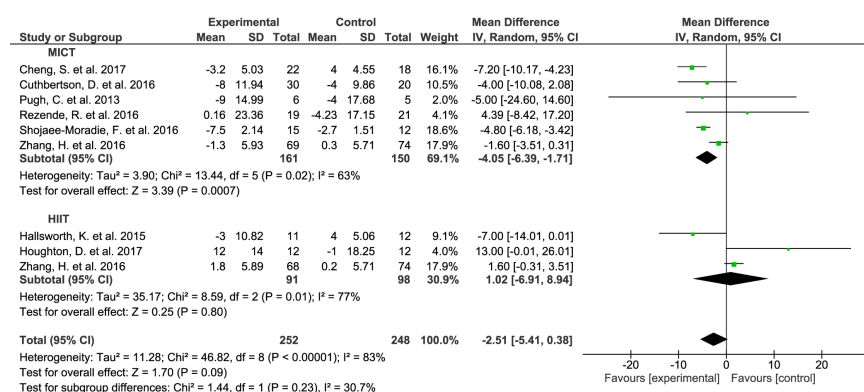 Experimental Control Mean Difference Mean Difference
Study or Subgroup Mean SD Total Mean SD Total Weight IV, Random, 95% CI IV, Random, 95% CI
MICT
Cheng, S. et al. 2017 -3.2 5.03 22 4 4.55 18 16.1% -7.20 [-10.17, -4.23]
Cuthbertson, D. et al. 2016 -8 11.94 30 -4 9.86 20 10.9% -4.00 [-10.08, 2.08]
Pugh, C. et al. 2013 -9 14.99 6 -4 17.68 5 2.0% -5.00 [-24.60, 14.60]
Rezende, R. et al. 2016 0.16 23.36 19 -4.23 17.15 21 4.1% 4.39 [-8.42, 17.20]
Shojaee-Moradie, F. et al. 2016 -7.5 2.14 15 -2.7 1.51 12 18.6% -4.80 [-6.18, -3.42]
Zhang, H. et al. 2016 -1.3 5.93 69 0.3 5.71 74 17.9% -1.60 [-3.51, 0.31]
Subtotal (95% CI) 161 150 69.1% -4.05 [-6.39, -1.71]
Heterogeneity: Tau² = 3.90; Chi² = 13.44, df = 5 (P = 0.02); I² = 63%
Test for overall effect: Z = 3.39 (P = 0.0007)
HIIT
Hallsworth, K. et al. 2015 -3 10.82 11 4 5.06 12 9.1% -7.00 [-14.01, 0.01]
Houghton, D. et al. 2017 12 14 12 -1 18.25 12 4.0% 13.00 [-0.01, 26.01]
Zhang, H. et al. 2016 1.8 5.89 68 0.2 5.71 74 17.9% 1.60 [-0.31, 3.51]
Subtotal (95% CI) 91 98 30.9% 1.02 [-6.91, 8.94]
Heterogeneity: Tau² = 35.17; Chi² = 8.59, df = 2 (P = 0.01); I² = 77%
Test for overall effect: Z = 0.25 (P = 0.80)
Total (95% CI) 252 248 100.0% -2.51 [-5.41, 0.38]
Heterogeneity: Tau² = 11.28; Chi² = 46.82, df = 8 (P < 0.00001); I² = 83%
-20 -10 0 10 20
Test for overall effect: Z = 1.70 (P = 0.09)
Favours [experimental] Favours [control]
Test for subgroup differences: Chi² = 1.44, df = 1 (P = 0.23), I² = 30.7%